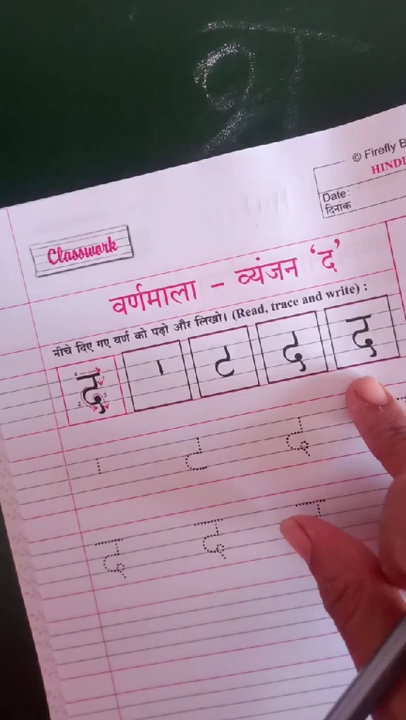 © Firefly B
HINDI
Date:
दिनांक
Classwork
वर्णमाला - व्यंजन 'द'
नीचे दिए गए वर्ण को पढ़ो और लिखो। (Read, trace and write) :
द द द
द
द द